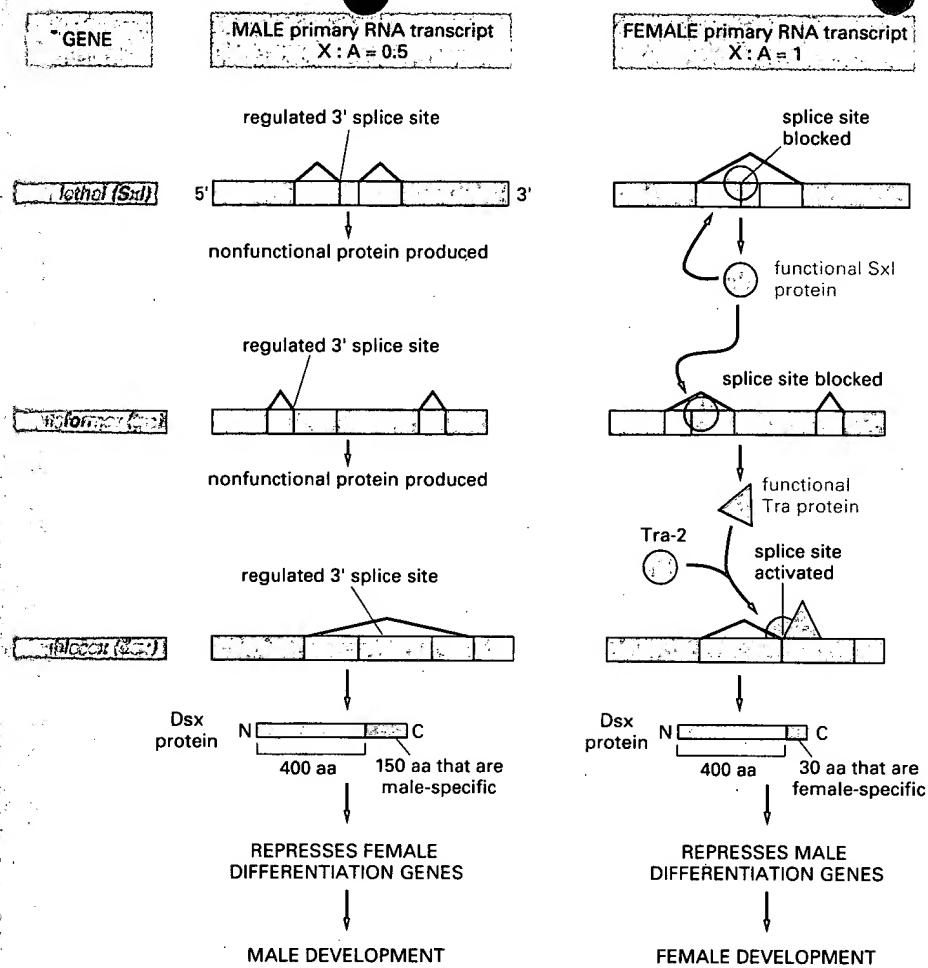 GENE
MALE primary RNA transcript
X : A = 0.5
FEMALE primary RNA transcript
X : A = 1
regulated 3' splice site
splice site
blocked
lethal (Sxl)
5'
3'
nonfunctional protein produced
functional Sxl
protein
regulated 3' splice site
splice site blocked
nonfunctional protein produced
functional
Tra protein
Tra-2
regulated 3' splice site
splice site
activated
Dsx
protein
N
C
400 aa
150 aa that are
male-specific
Dsx
protein
N
C
400 aa
30 aa that are
female-specific
REPRESSES FEMALE
DIFFERENTIATION GENES
REPRESSES MALE
DIFFERENTIATION GENES
MALE DEVELOPMENT
FEMALE DEVELOPMENT